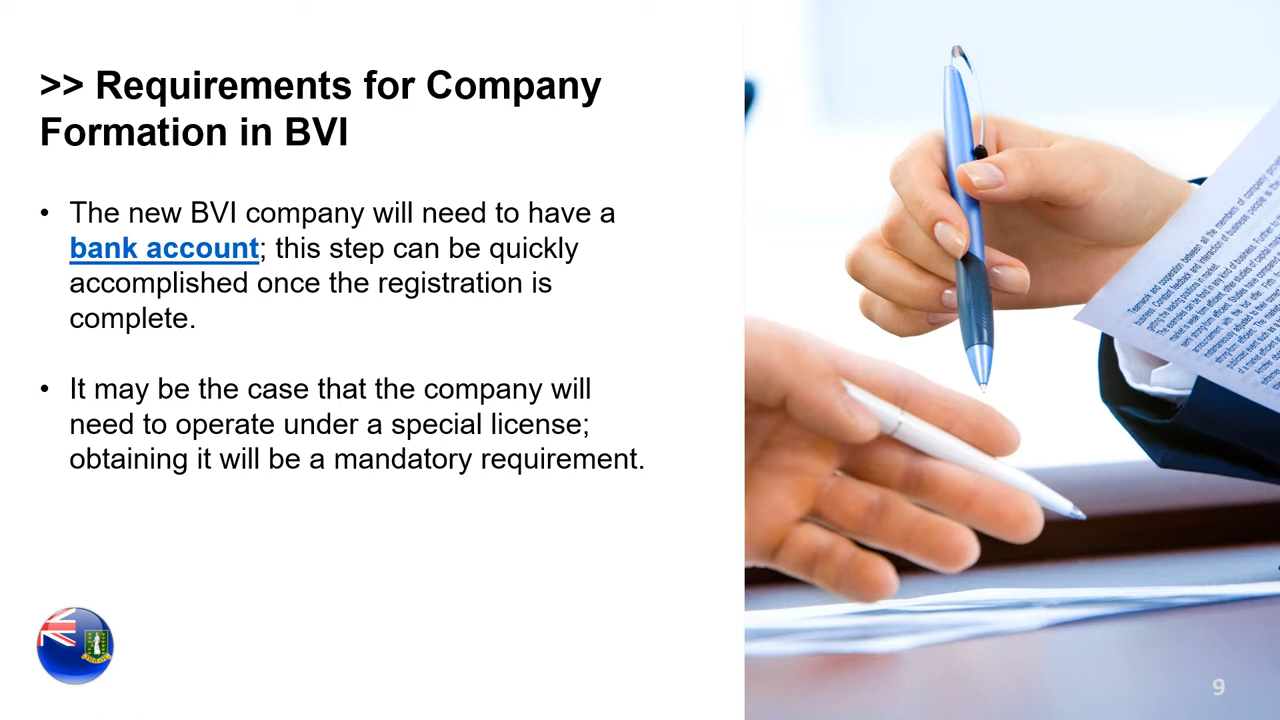 >> Requirements for Company
Formation in BVI
• The new BVI company will need to have a
bank account; this step can be quickly
accomplished once the registration is
complete.
• It may be the case that the company will
need to operate under a special license;
obtaining it will be a mandatory requirement.
9